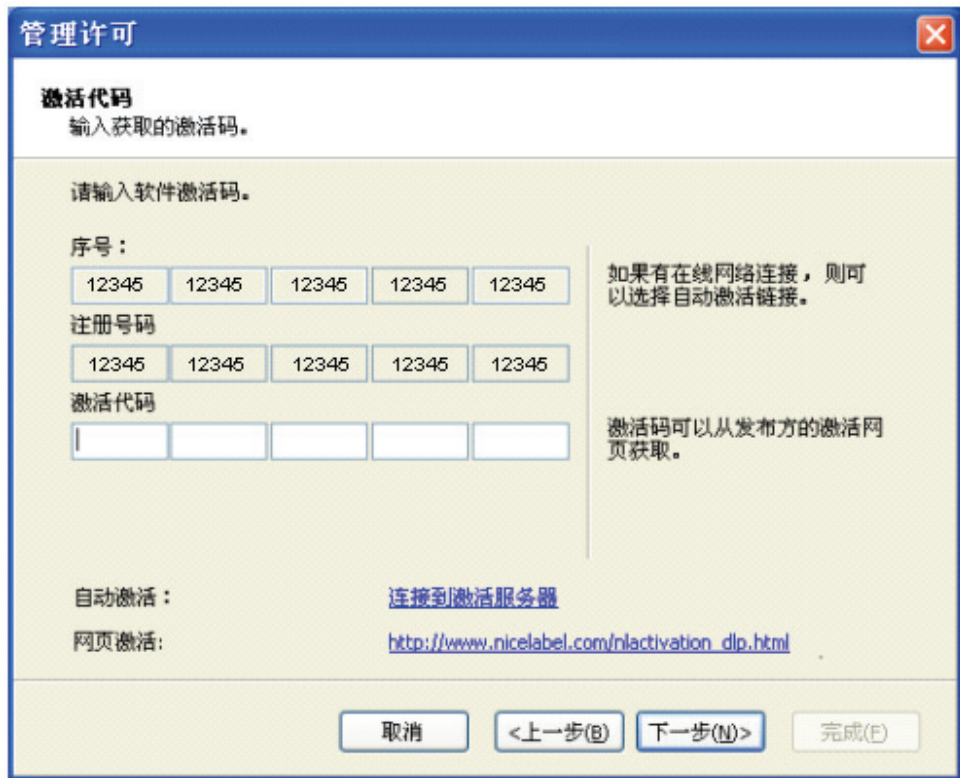 管理许可
激活代码
输入获取的激活码。
请输入软件激活码。
序号：
12345 12345 12345 12345 12345
注册号码
12345 12345 12345 12345 12345
激活代码
如果有在线网络连接，则可
以选择自动激活链接。
激活码可以从发布方的激活网
页获取。
自动激活： 连接到激活服务器
网页激活: http://www.nicelabel.com/nlactivation_dlp.html
取消 <上一步(B) 下一步(N)> 完成(F)